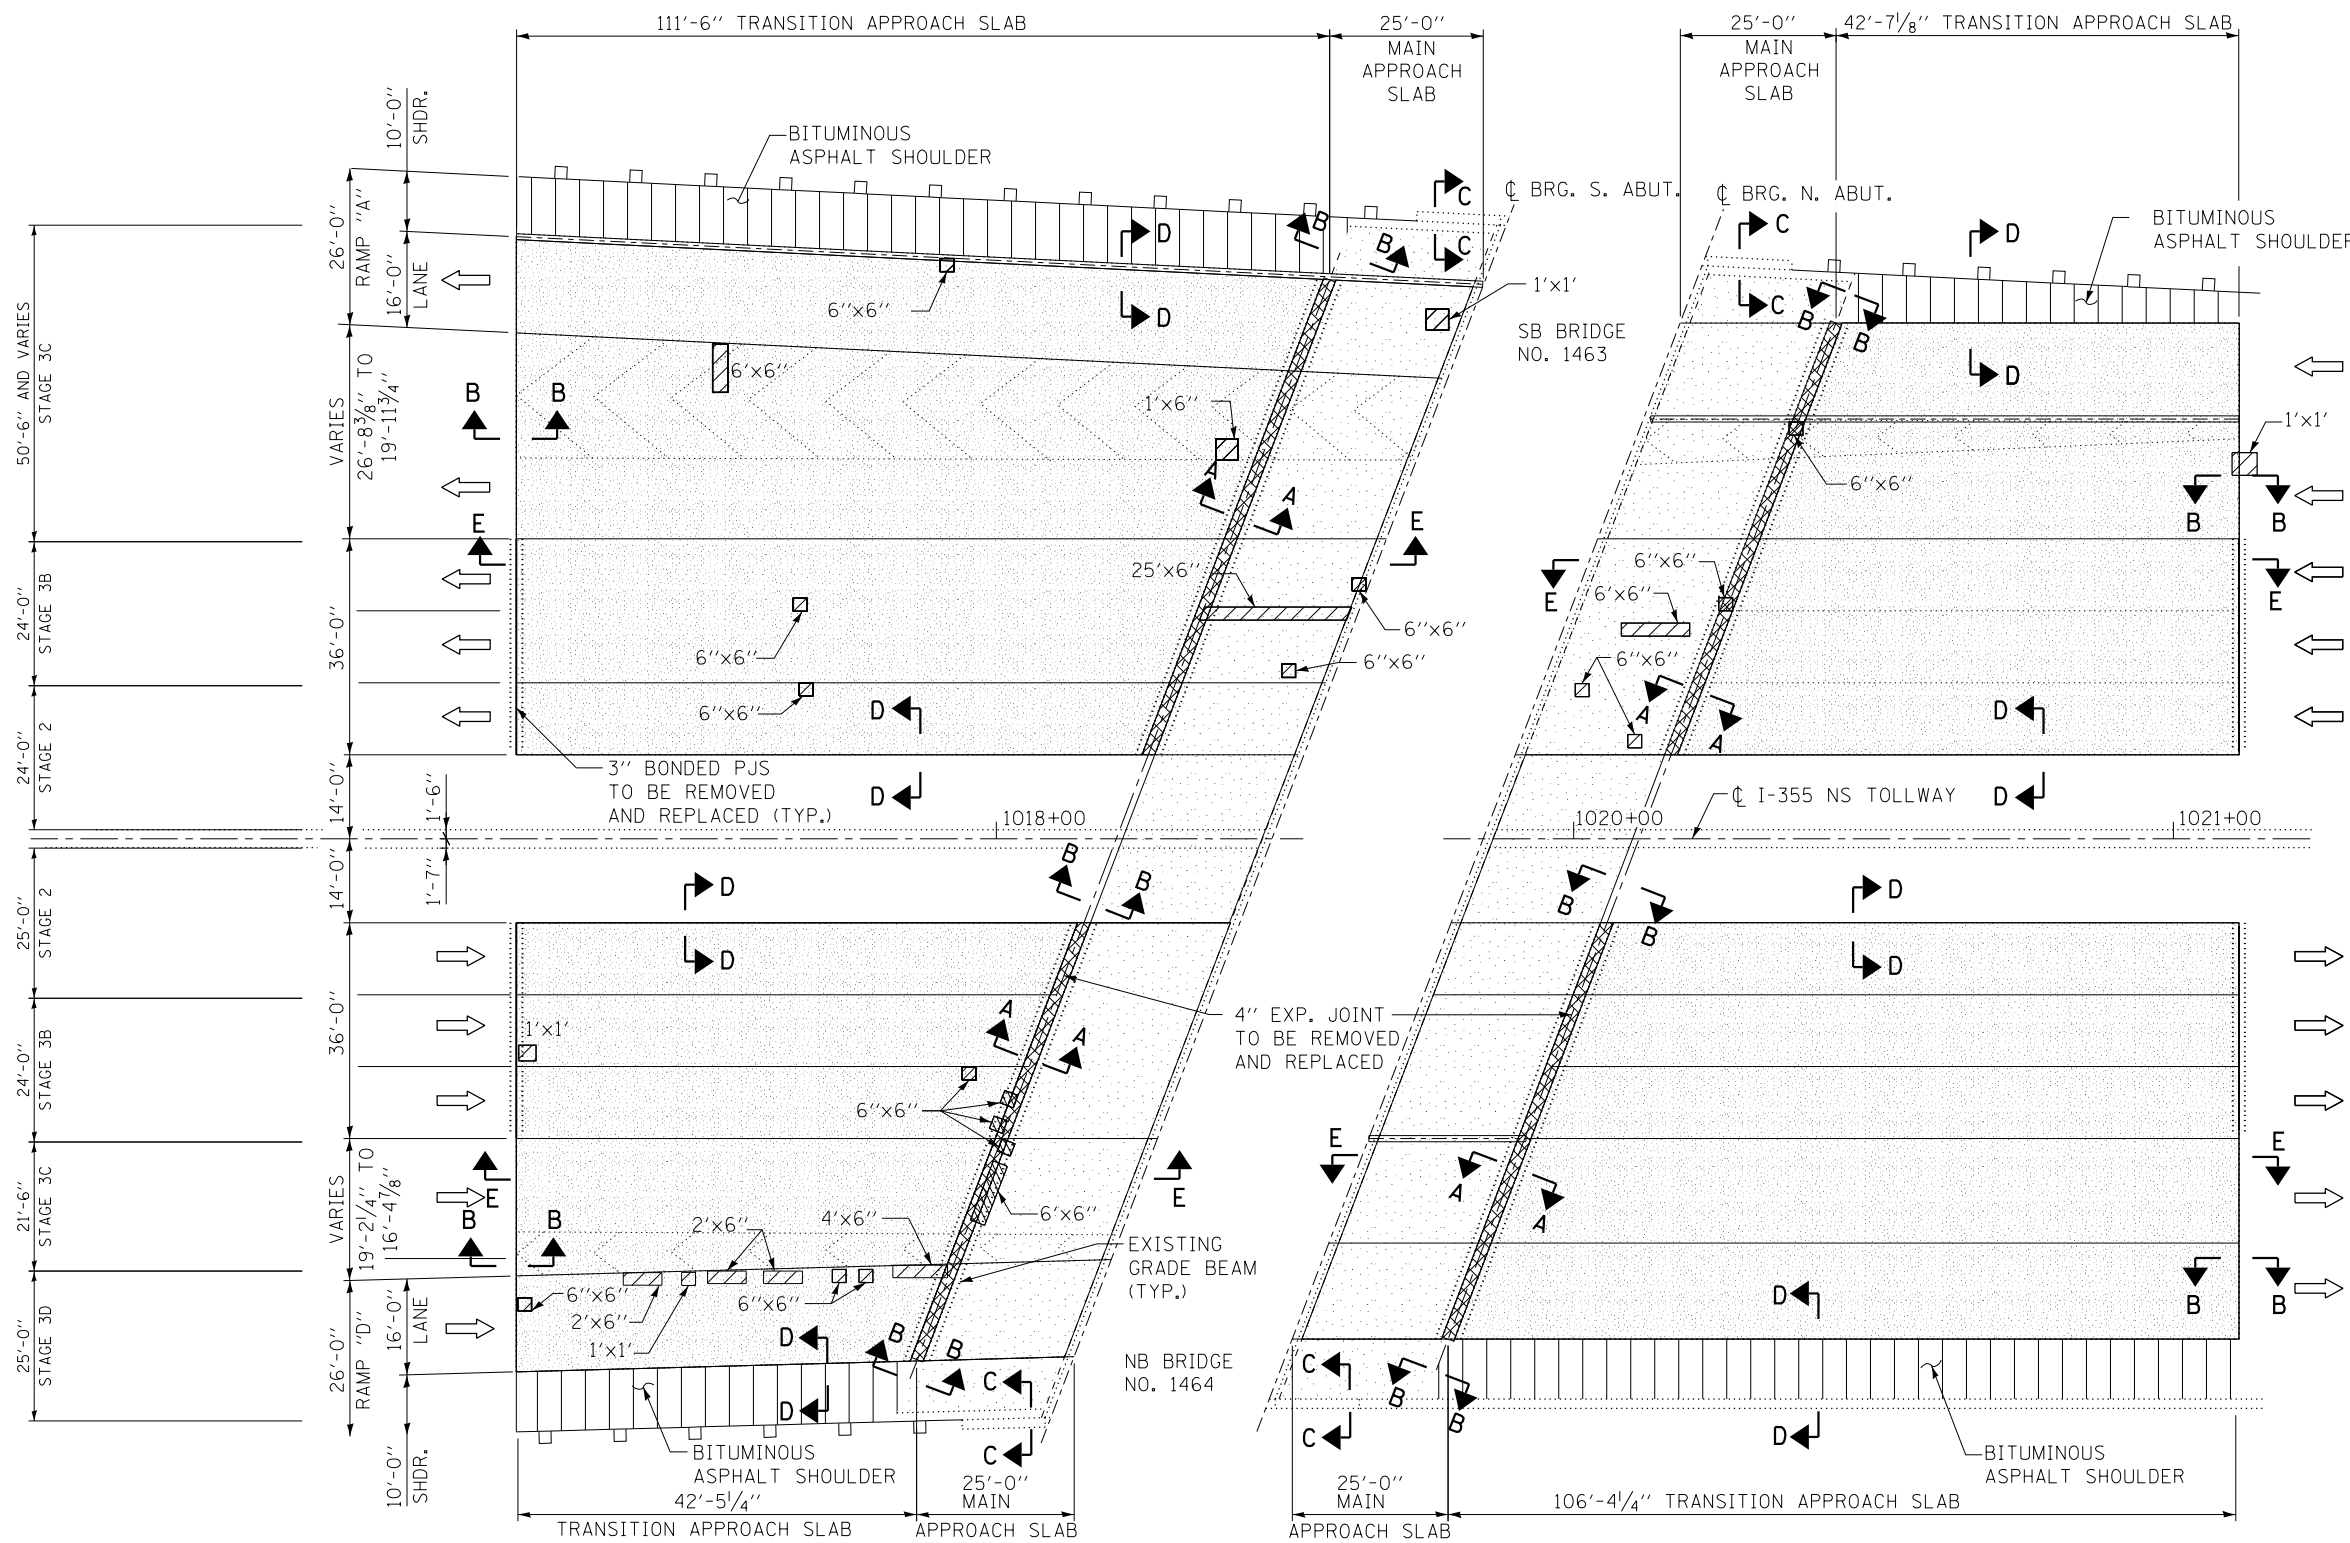 111'-6" TRANSITION APPROACH SLAB
25'-0"
MAIN
APPROACH
SLAB
25'-0"
MAIN
APPROACH
SLAB
42'-7 1/8" TRANSITION APPROACH SLAB
10'-0"
SHDR.
BITUMINOUS
ASPHALT SHOULDER
26'-0"
RAMP "A"
16'-0"
LANE
℄ BRG. S. ABUT.
℄ BRG. N. ABUT.
BITUMINOUS
ASPHALT SHOULDER
C
C
C
C
B
B
B
B
D
D
D
D
6"x6"
1'x1'
SB BRIDGE
NO. 1463
50'-6" AND VARIES
STAGE 3C
VARIES
26'-8 3/8" TO
19'-11 3/4"
6'x6"
B
B
1'x6"
1'x1'
6"x6"
A
A
B
B
E
E
E
E
24'-0"
STAGE 3B
36'-0"
25'x6"
6"x6"
6"x6"
6'x6"
6"x6"
6"x6"
6"x6"
6"x6"
24'-0"
STAGE 2
D
D
A
A
D
D
3" BONDED PJS
TO BE REMOVED
AND REPLACED (TYP.)
14'-0"
1'-6"
1018+00
1020+00
℄ I-355 NS TOLLWAY
1021+00
14'-0"
1'-7"
25'-0"
STAGE 2
D
D
B
B
B
B
D
D
24'-0"
STAGE 3B
36'-0"
1'x1'
A
A
6"x6"
4" EXP. JOINT
TO BE REMOVED
AND REPLACED
21'-6"
STAGE 3C
VARIES
19'-2 1/4" TO
16'-4 7/8"
E
E
E
E
B
B
A
A
B
B
2'x6"
4'x6"
6'x6"
EXISTING
GRADE BEAM
(TYP.)
25'-0"
STAGE 3D
26'-0"
RAMP "D"
16'-0"
LANE
6"x6"
2'x6"
1'x1'
6"x6"
D
D
B
B
C
C
NB BRIDGE
NO. 1464
C
C
B
B
D
D
10'-0"
SHDR.
BITUMINOUS
ASPHALT SHOULDER
BITUMINOUS
ASPHALT SHOULDER
42'-5 1/4"
TRANSITION APPROACH SLAB
25'-0"
MAIN
APPROACH SLAB
25'-0"
MAIN
APPROACH SLAB
106'-4 1/4" TRANSITION APPROACH SLAB